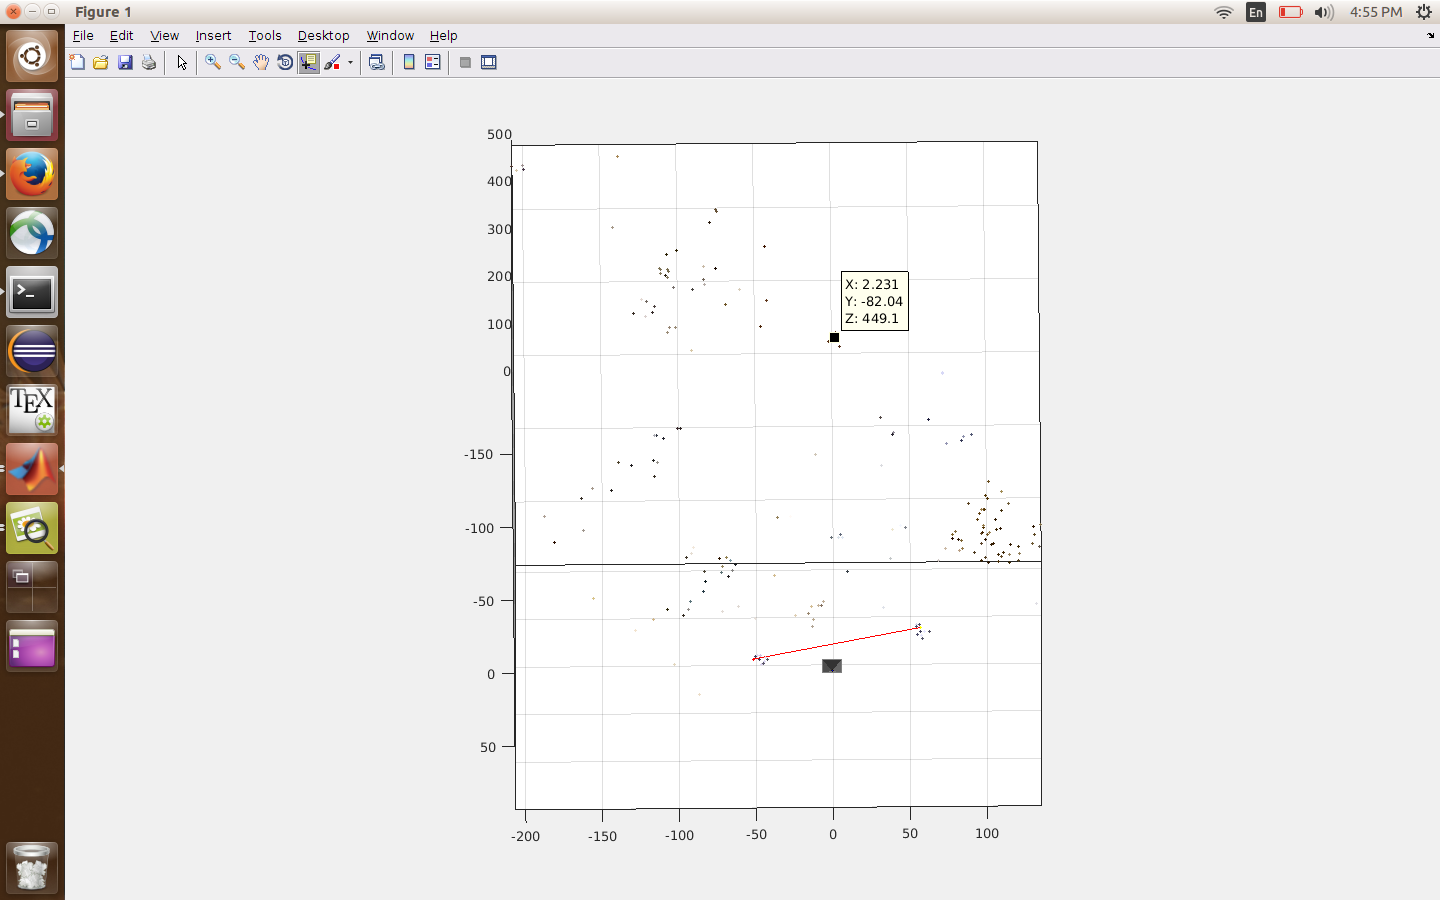 Figure 1
En
4:55 PM
File Edit View Insert Tools Desktop Window Help
500
400
300
200
100
0
X: 2.231
Y: -82.04
Z: 449.1
-150
-100
-50
0
50
-200 -150 -100 -50 0 50 100
TEX
>_